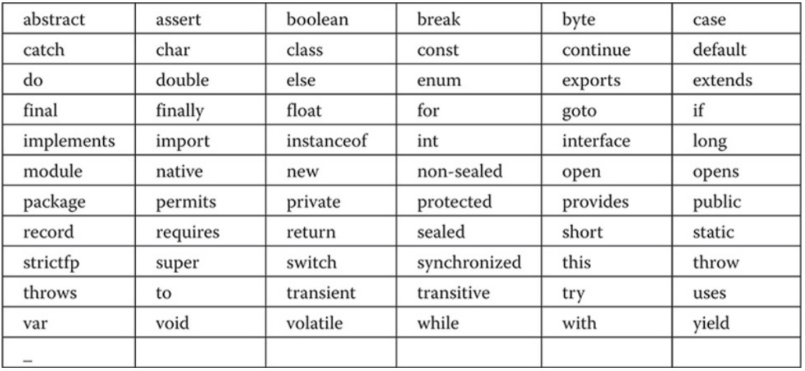 abstract assert boolean break byte case
catch char class const continue default
do double else enum exports extends
final finally float for goto if
implements import instanceof int interface long
module native new non-sealed open opens
package permits private protected provides public
record requires return sealed short static
strictfp super switch synchronized this throw
throws to transient transitive try uses
var void volatile while with yield
_